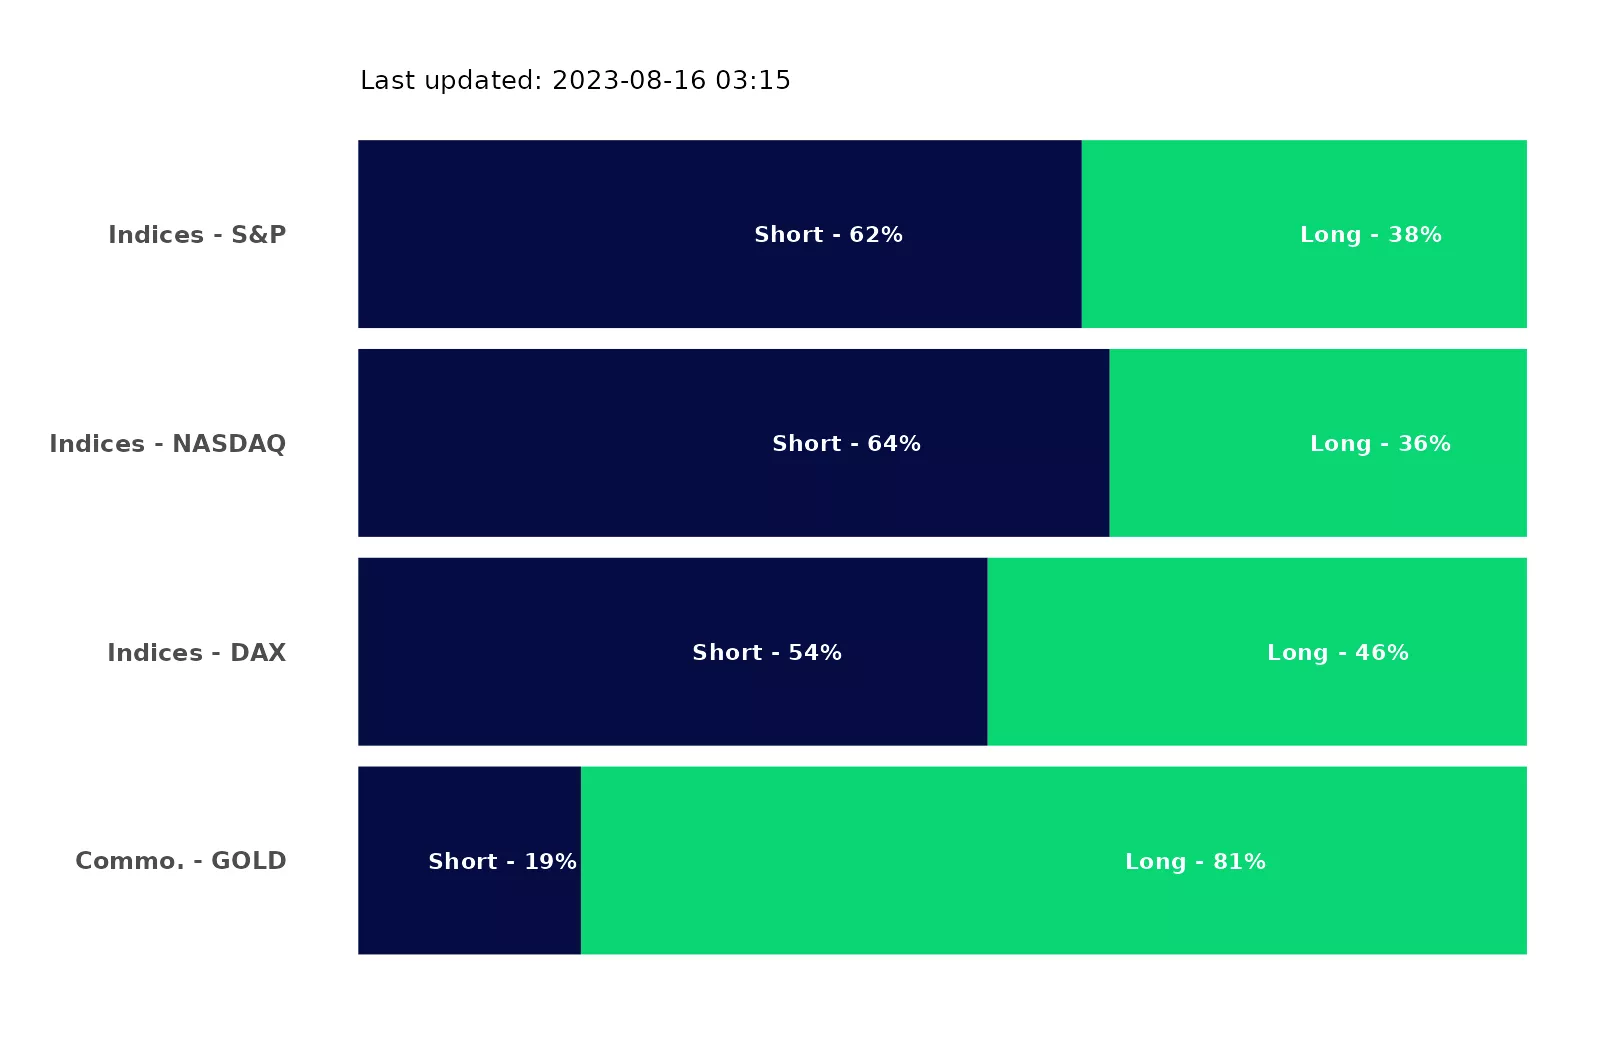 Last updated: 2023-08-16 03:15
Indices - S&P Short - 62% Long - 38%
Indices - NASDAQ Short - 64% Long - 36%
Indices - DAX Short - 54% Long - 46%
Commo. - GOLD Short - 19% Long - 81%